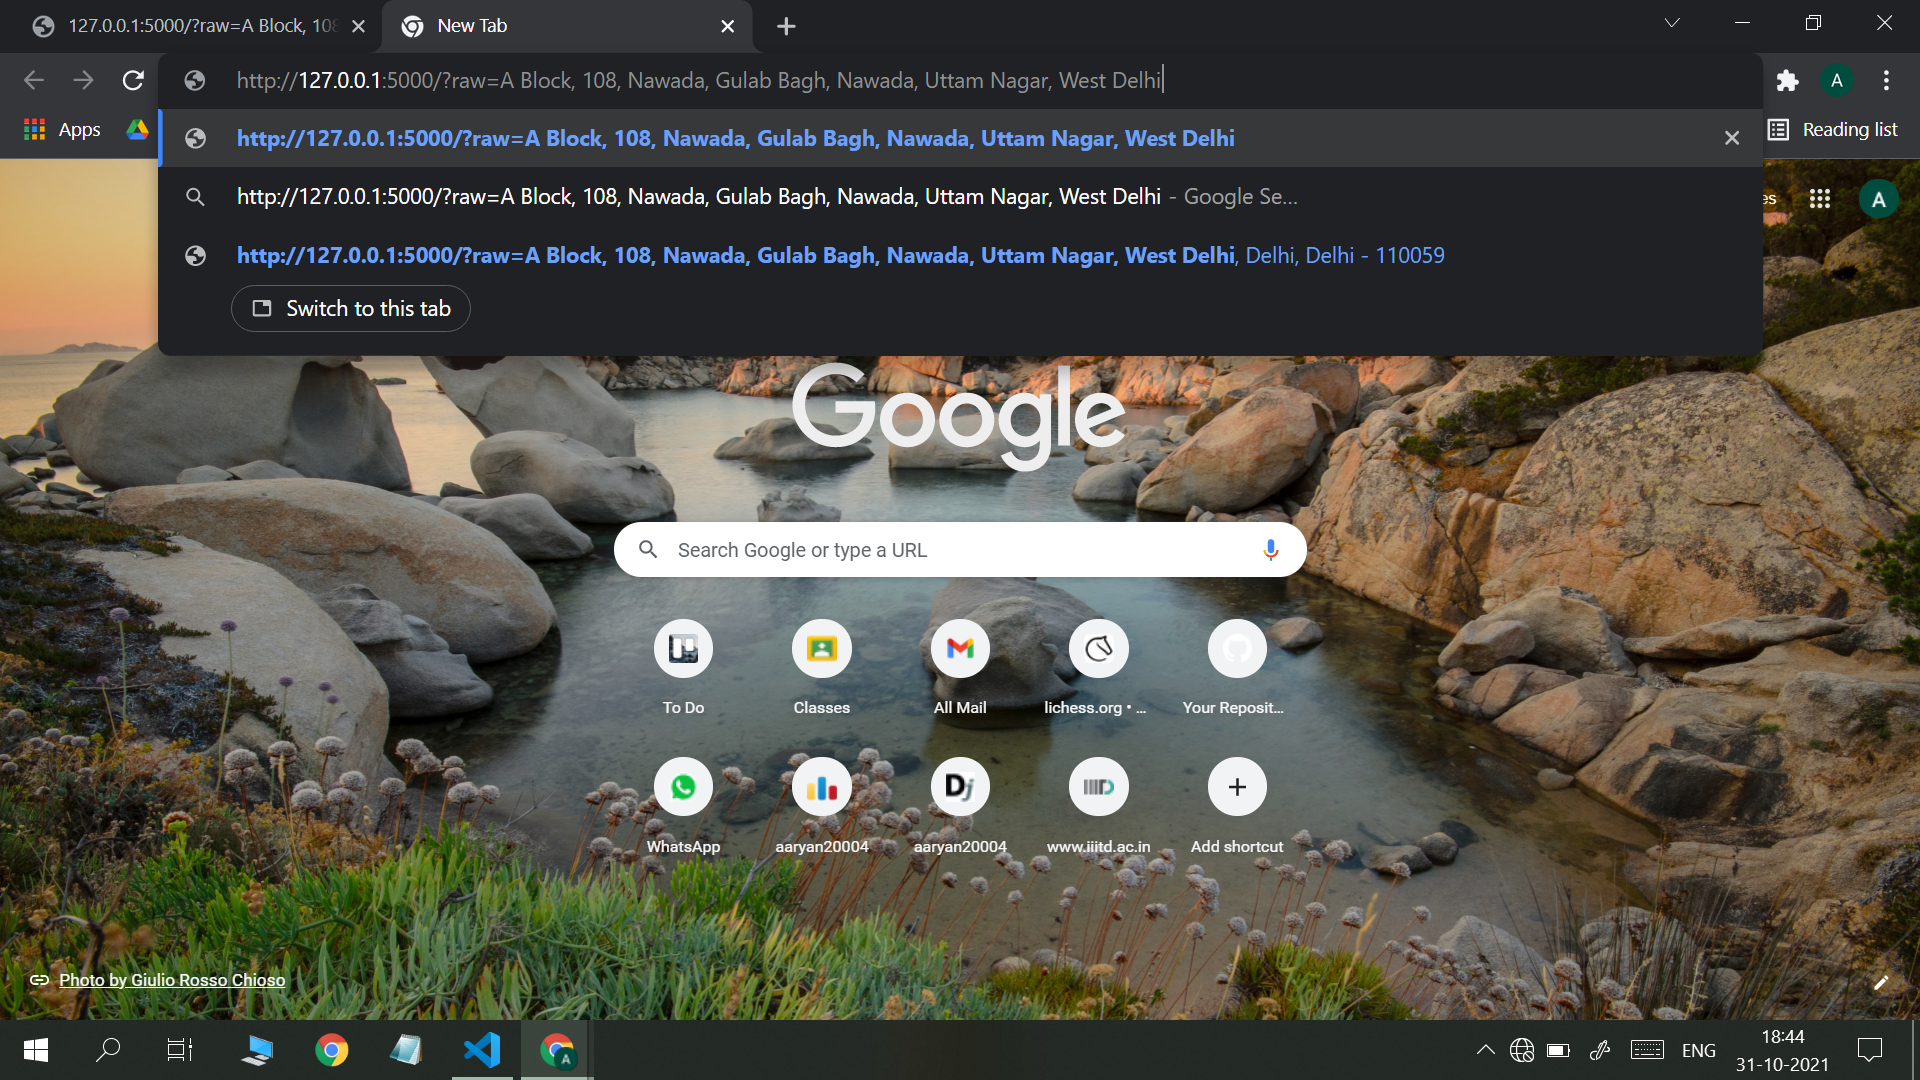 127.0.0.1:5000/?raw=A Block, 108
New Tab
http://127.0.0.1:5000/?raw=A Block, 108, Nawada, Gulab Bagh, Nawada, Uttam Nagar, West Delhi
A
Apps
http://127.0.0.1:5000/?raw=A Block, 108, Nawada, Gulab Bagh, Nawada, Uttam Nagar, West Delhi
Reading list
http://127.0.0.1:5000/?raw=A Block, 108, Nawada, Gulab Bagh, Nawada, Uttam Nagar, West Delhi - Google Se...
es
A
http://127.0.0.1:5000/?raw=A Block, 108, Nawada, Gulab Bagh, Nawada, Uttam Nagar, West Delhi, Delhi, Delhi - 110059
Switch to this tab
Google
Search Google or type a URL
To Do
Classes
All Mail
lichess.org • ...
Your Reposit...
Dj
WhatsApp
aaryan20004
aaryan20004
www.iiitd.ac.in
Add shortcut
Photo by Giulio Rosso Chioso
A
ENG
18:44
31-10-2021